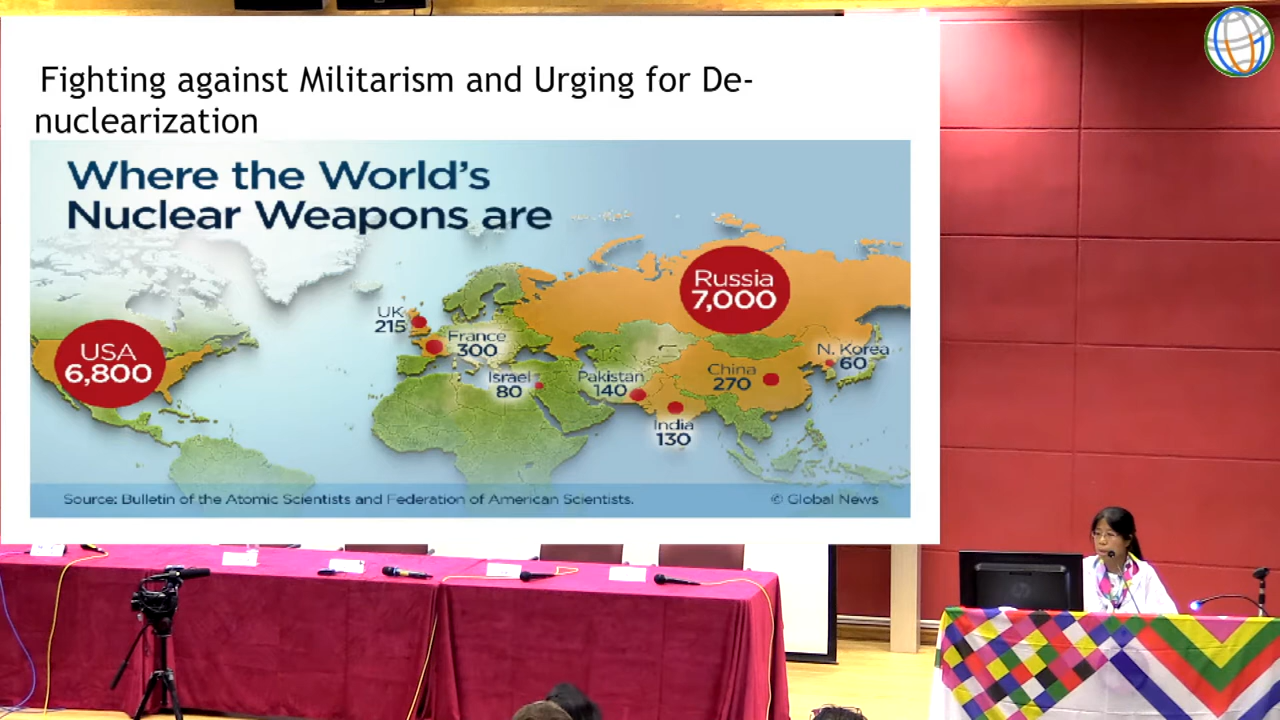 Fighting against Militarism and Urging for De-
nuclearization
Where the World's
Nuclear Weapons are
Russia
7,000
UK
215
France
300
USA
6,800
N. Korea
60
Israel
80
Pakistan
140
China
270
India
130
Source: Bulletin of the Atomic Scientists and Federation of American Scientists.
© Global News
hp